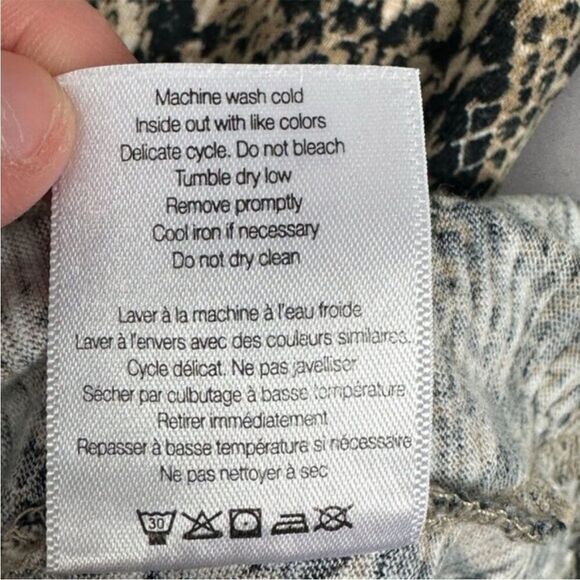 Machine wash cold
Inside out with like colors
Delicate cycle. Do not bleach
Tumble dry low
Remove promptly
Cool iron if necessary
Do not dry clean
Laver à la machine à l'eau froide
Laver à l'envers avec des couleurs similaires.
Cycle délicat. Ne pas javelliser
Sécher par culbutage à basse température
Retirer immédiatement
Repasser à basse température si nécessaire
Ne pas nettoyer à sec
30